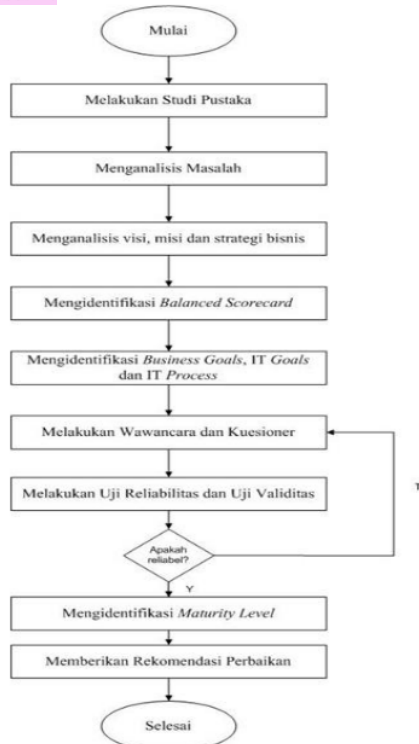 Mulai
Melakukan Studi Pustaka
Menganalisis Masalah
Menganalisis visi, misi dan strategi bisnis
Mengidentifikasi Balanced Scorecard
Mengidentifikasi Business Goals, IT Goals
dan IT Process
Melakukan Wawancara dan Kuesioner
Melakukan Uji Reliabilitas dan Uji Validitas
T
Apakah
reliabel?
Y
Mengidentifikasi Maturity Level
Memberikan Rekomendasi Perbaikan
Selesai